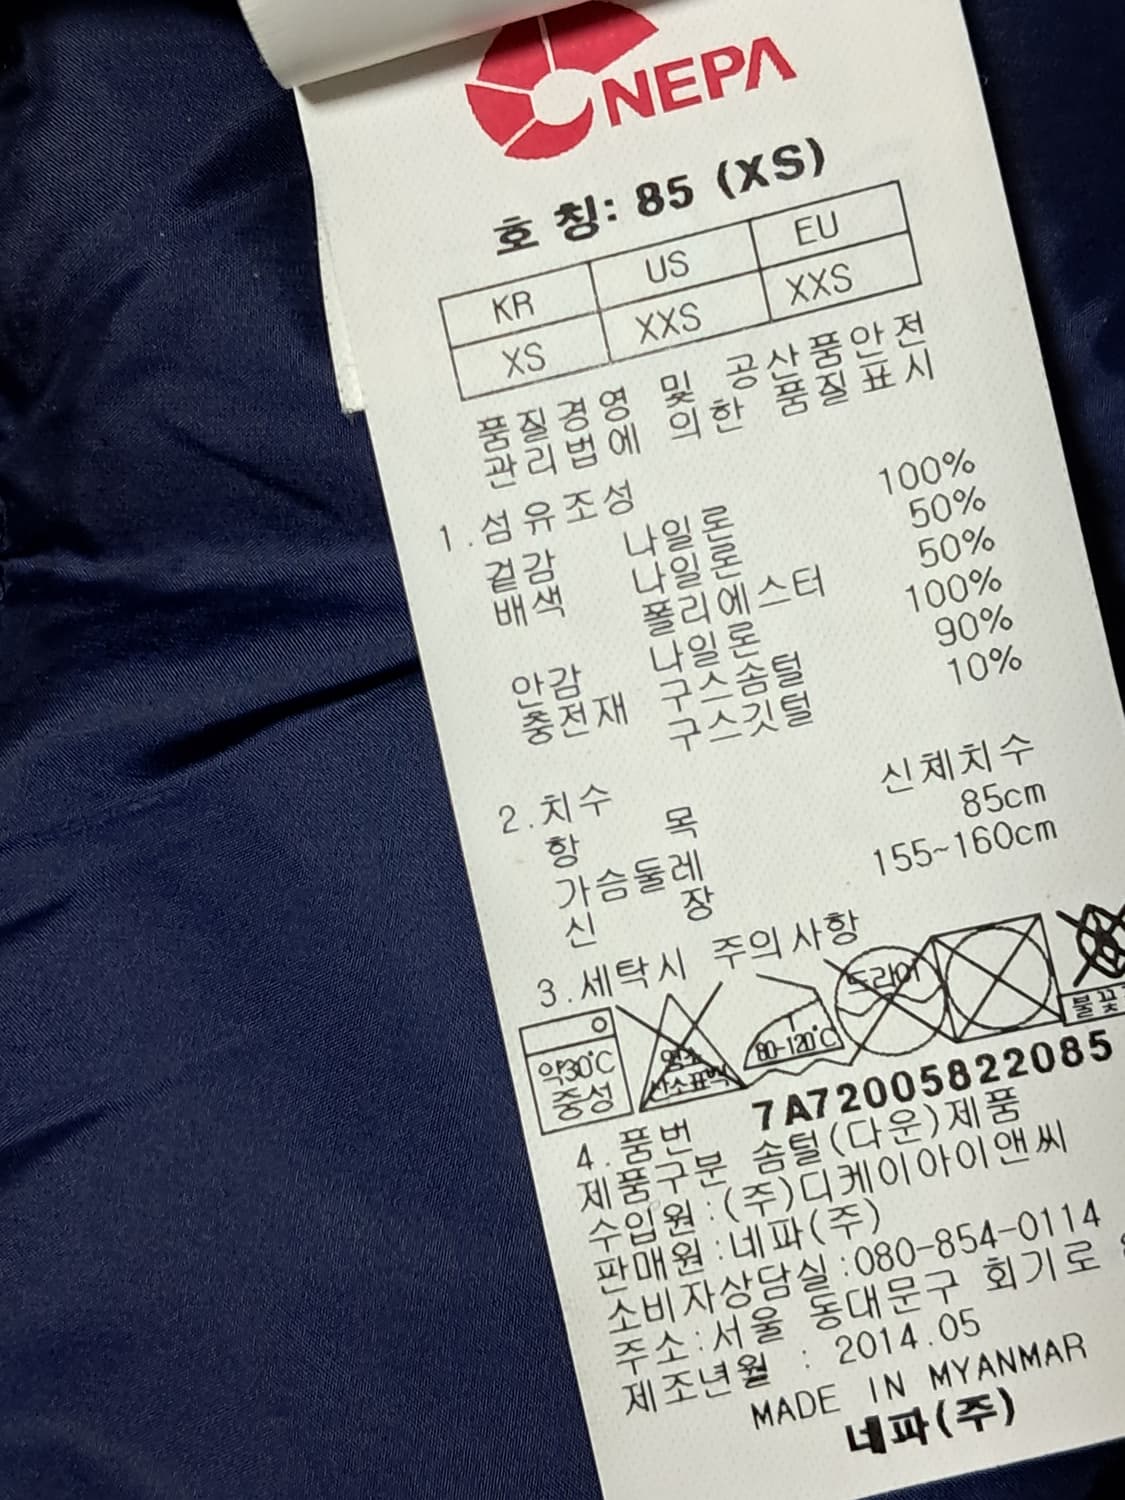 NEPA
호 칭: 85 (XS)
KR US EU
XS XXS XXS
품질경영 및 공산품안전
관리법에 의한 품질표시
1.섬유조성
겉감 나일론 100%
배색 나일론 50%
폴리에스터 50%
안감 나일론 100%
충전재 구스솜털 90%
구스깃털 10%
2.치수
항 목 신체치수
가슴둘레 85cm
신 장 155~160cm
3.세탁시 주의사항
약30℃
중성
염소
산소표백
80-120℃
드라이
불꽃
4.품번 7A72005822085
제품구분 솜털(다운)제품
수입원:(주)디케이아이앤씨
판매원:네파(주)
소비자상담실:080-854-0114
주소:서울 동대문구 회기로
제조년월 : 2014.05
MADE IN MYANMAR
네파(주)